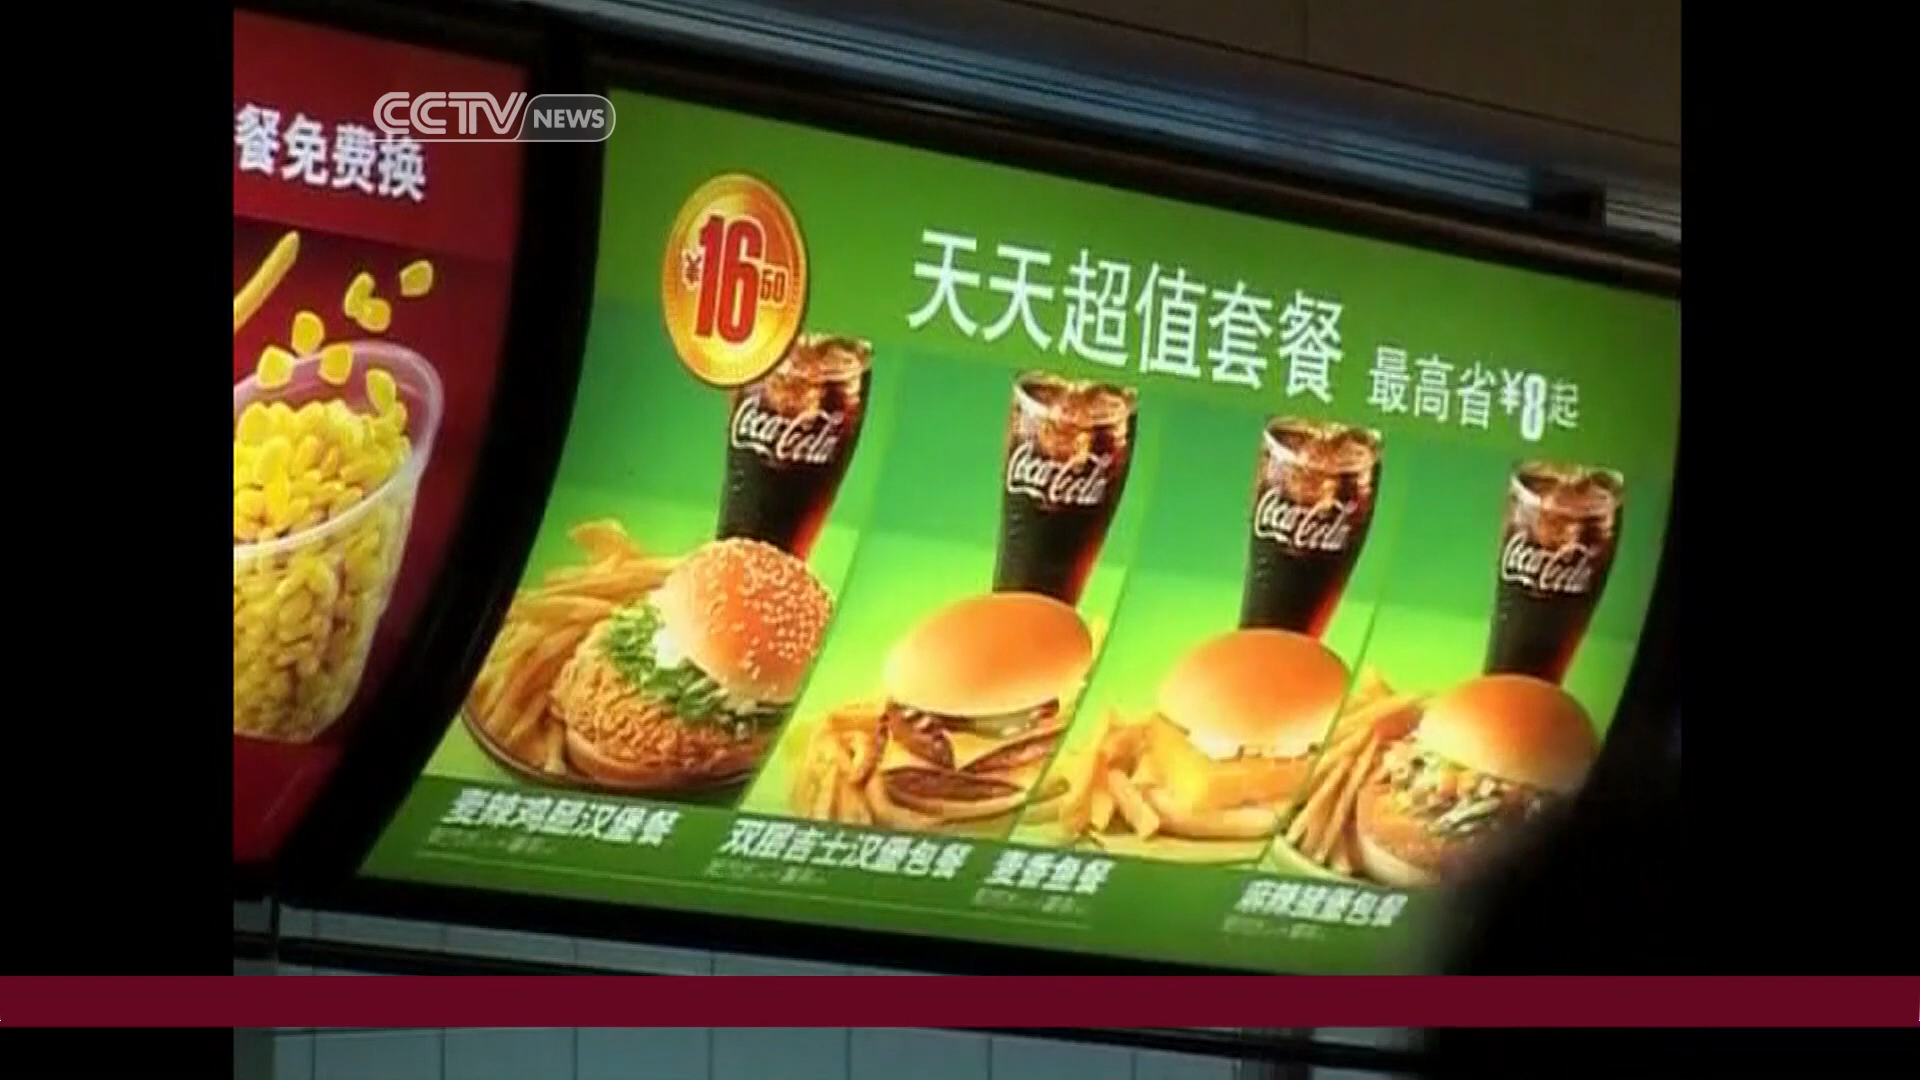 CCTV NEWS
餐免费换
¥16.50
天天超值套餐 最高省¥8起
Coca-Cola
Coca-Cola
Coca-Cola
Coca-Cola
麦辣鸡腿汉堡餐
双层吉士汉堡包餐
麦香鱼餐